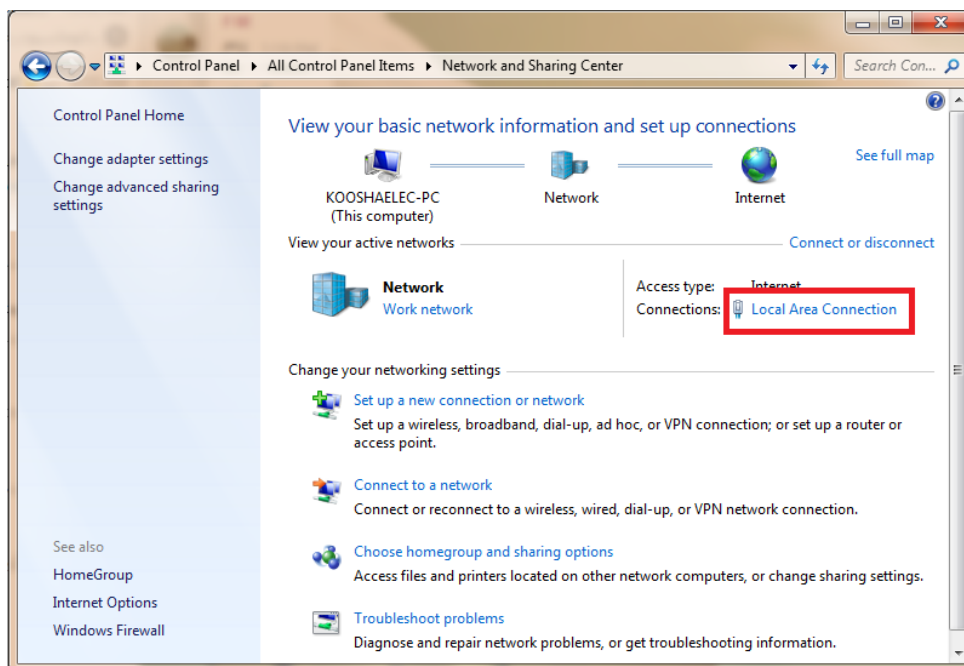 Control Panel ▸ All Control Panel Items ▸ Network and Sharing Center
Search Con...
Control Panel Home
Change adapter settings
Change advanced sharing
settings
View your basic network information and set up connections
See full map
KOOSHAELEC-PC
(This computer)
Network
Internet
View your active networks
Connect or disconnect
Network
Work network
Access type: Internet
Connections: Local Area Connection
Change your networking settings
Set up a new connection or network
Set up a wireless, broadband, dial-up, ad hoc, or VPN connection; or set up a router or
access point.
Connect to a network
Connect or reconnect to a wireless, wired, dial-up, or VPN network connection.
Choose homegroup and sharing options
Access files and printers located on other network computers, or change sharing settings.
Troubleshoot problems
Diagnose and repair network problems, or get troubleshooting information.
See also
HomeGroup
Internet Options
Windows Firewall